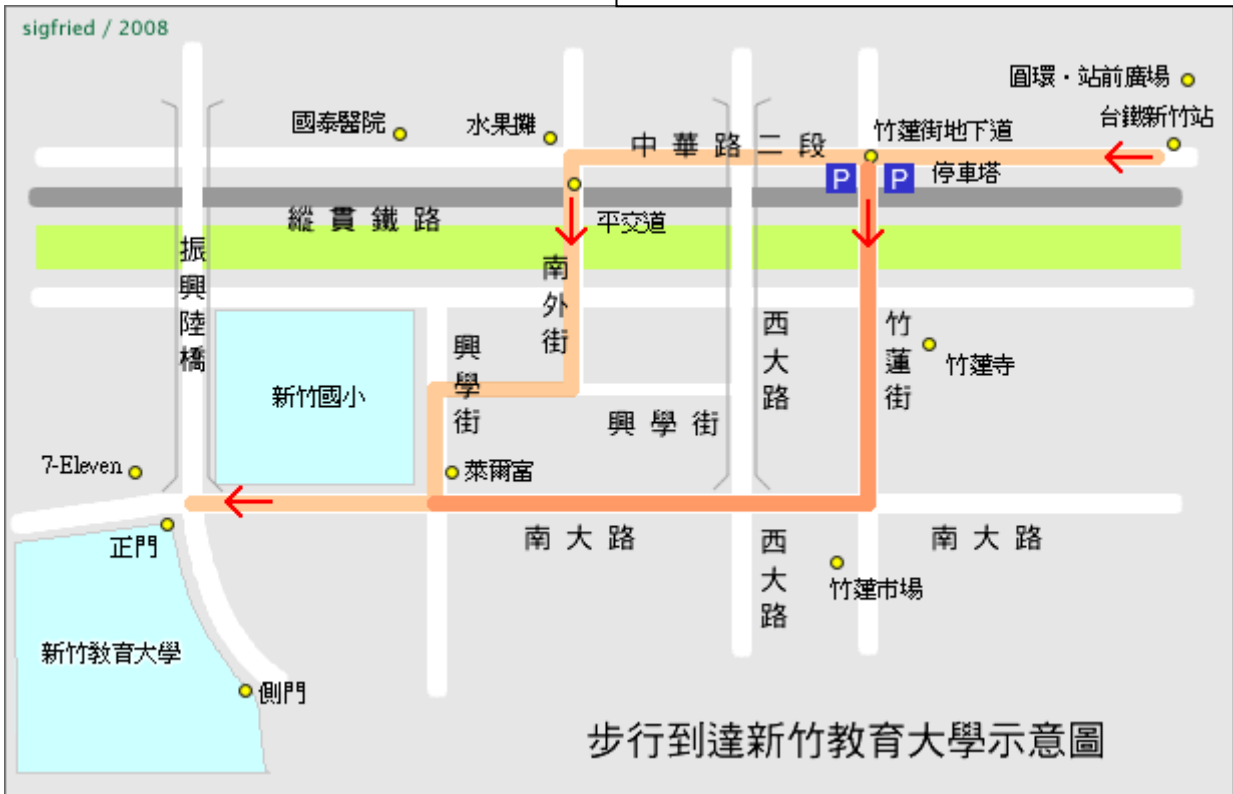 sigfried / 2008
圓環・站前廣場
台鐵新竹站
國泰醫院
水果攤
中華路二段
竹蓮街地下道
P
P
停車塔
縱貫鐵路
平交道
振興陸橋
南外街
西大路
竹蓮街
竹蓮寺
新竹國小
興學街
興學街
7-Eleven
萊爾富
正門
南大路
西大路
南大路
竹蓮市場
新竹教育大學
側門
步行到達新竹教育大學示意圖